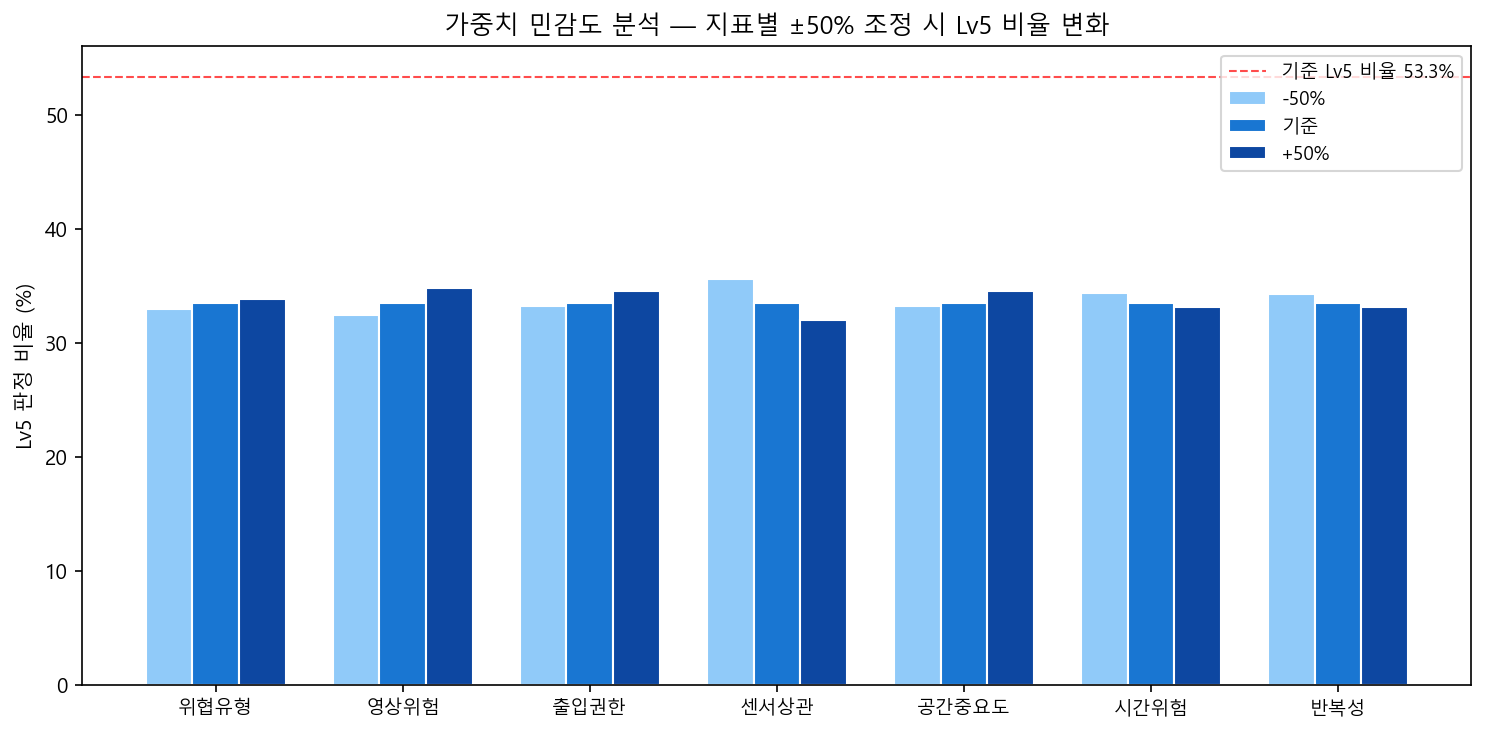 가중치 민감도 분석 — 지표별 ±50% 조정 시 Lv5 비율 변화
기준 Lv5 비율 53.3%
-50%
기준
+50%
Lv5 판정 비율 (%)
50
40
30
20
10
0
위협유형
영상위험
출입권한
센서상관
공간중요도
시간위험
반복성